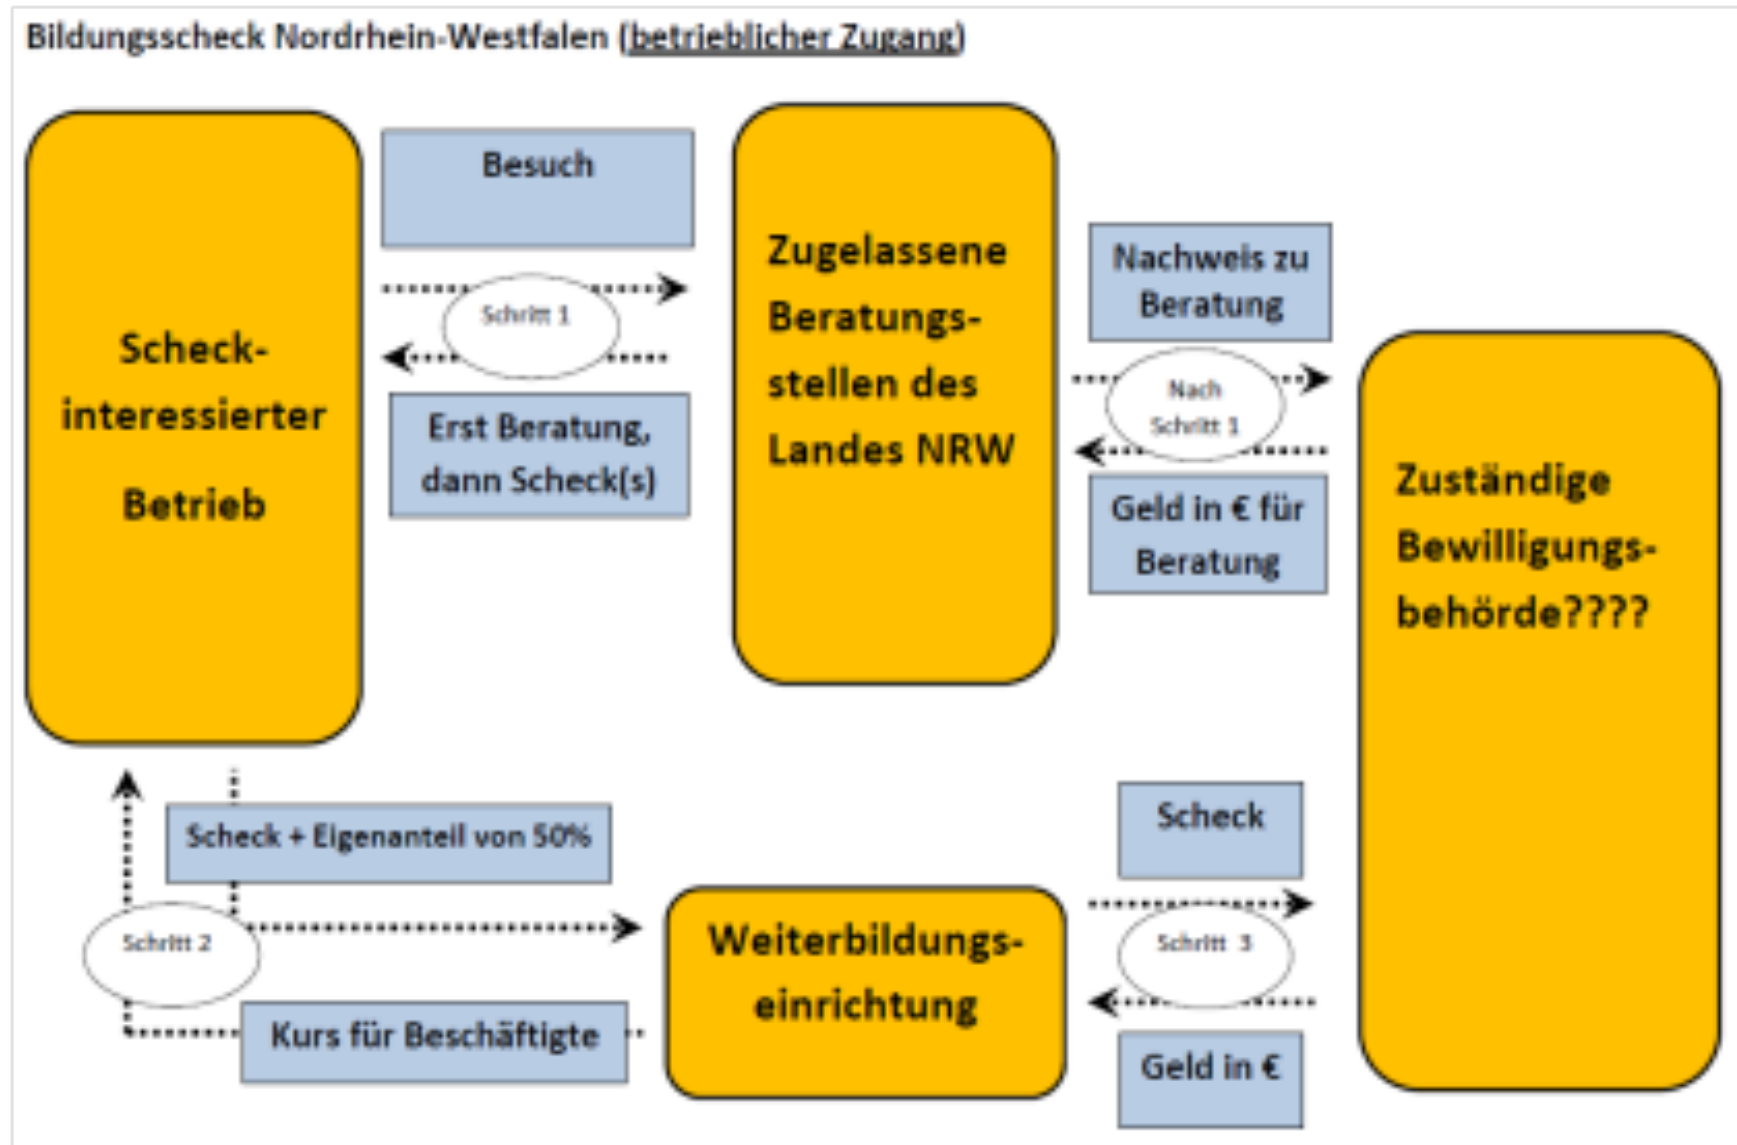 Bildungsscheck Nordrhein-Westfalen (betrieblicher Zugang)
Besuch
Schritt 1
Erst Beratung,
dann Scheck(s)
Scheck-
interessierter
Betrieb
Zugelassene
Beratungs-
stellen des
Landes NRW
Nachweis zu
Beratung
Nach
Schritt 1
Geld in € für
Beratung
Zuständige
Bewilligungs-
behörde????
Scheck + Eigenanteil von 50%
Schritt 2
Kurs für Beschäftigte
Weiterbildungs-
einrichtung
Scheck
Schritt 3
Geld in €